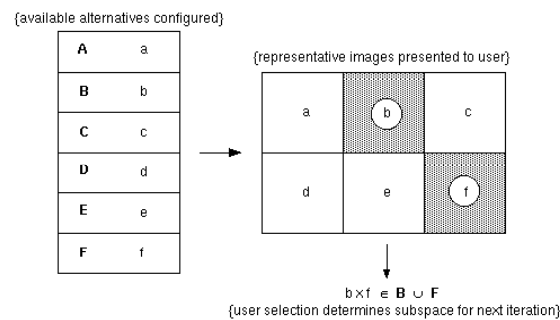 {available alternatives configured}
A a
B b
C c
D d
E e
F f
{representative images presented to user}
a b c
d e f
b x f ∈ B ∪ F
{user selection determines subspace for next iteration}